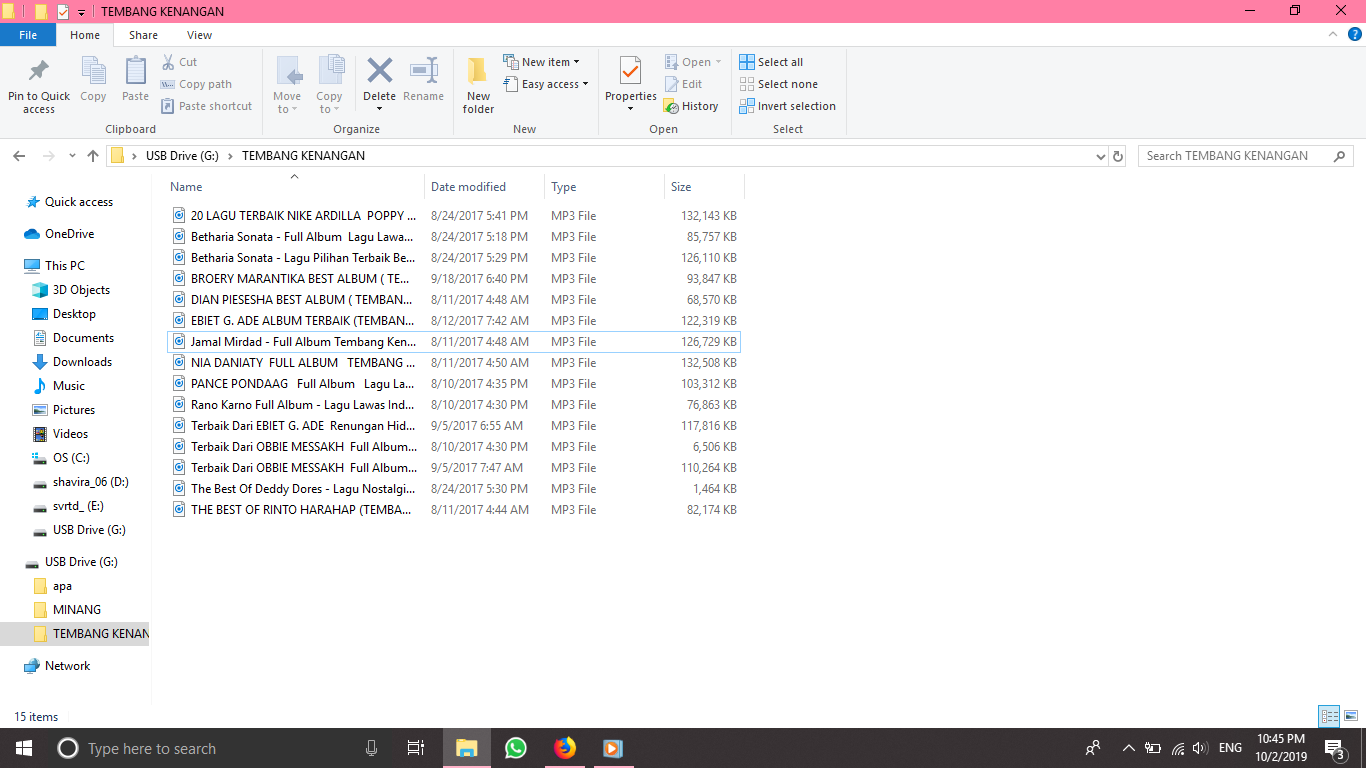 TEMBANG KENANGAN
File Home Share View
Pin to Quick access
Copy
Paste
Cut
Copy path
Paste shortcut
Clipboard
Move to
Copy to
Delete
Rename
Organize
New folder
New item
Easy access
New
Properties
Open
Edit
History
Open
Select all
Select none
Invert selection
Select
USB Drive (G:) › TEMBANG KENANGAN
Search TEMBANG KENANGAN
Quick access
OneDrive
This PC
3D Objects
Desktop
Documents
Downloads
Music
Pictures
Videos
OS (C:)
shavira_06 (D:)
svrtd_ (E:)
USB Drive (G:)
USB Drive (G:)
apa
MINANG
TEMBANG KENAN
Network
Name Date modified Type Size
20 LAGU TERBAIK NIKE ARDILLA  POPPY ... 8/24/2017 5:41 PM MP3 File 132,143 KB
Betharia Sonata - Full Album  Lagu Lawa... 8/24/2017 5:18 PM MP3 File 85,757 KB
Betharia Sonata - Lagu Pilihan Terbaik Be... 8/24/2017 5:29 PM MP3 File 126,110 KB
BROERY MARANTIKA BEST ALBUM ( TE... 9/18/2017 6:40 PM MP3 File 93,847 KB
DIAN PIESESHA BEST ALBUM ( TEMBAN... 8/11/2017 4:48 AM MP3 File 68,570 KB
EBIET G. ADE ALBUM TERBAIK (TEMBAN... 8/12/2017 7:42 AM MP3 File 122,319 KB
Jamal Mirdad - Full Album Tembang Ken... 8/11/2017 4:48 AM MP3 File 126,729 KB
NIA DANIATY  FULL ALBUM   TEMBANG ... 8/11/2017 4:50 AM MP3 File 132,508 KB
PANCE PONDAAG   Full Album   Lagu La... 8/10/2017 4:35 PM MP3 File 103,312 KB
Rano Karno Full Album - Lagu Lawas Ind... 8/10/2017 4:30 PM MP3 File 76,863 KB
Terbaik Dari EBIET G. ADE  Renungan Hid... 9/5/2017 6:55 AM MP3 File 117,816 KB
Terbaik Dari OBBIE MESSAKH  Full Album... 8/10/2017 4:30 PM MP3 File 6,506 KB
Terbaik Dari OBBIE MESSAKH  Full Album... 9/5/2017 7:47 AM MP3 File 110,264 KB
The Best Of Deddy Dores - Lagu Nostalgi... 8/24/2017 5:30 PM MP3 File 1,464 KB
THE BEST OF RINTO HARAHAP (TEMBA... 8/11/2017 4:44 AM MP3 File 82,174 KB
15 items
Type here to search
ENG
10:45 PM
10/2/2019
3